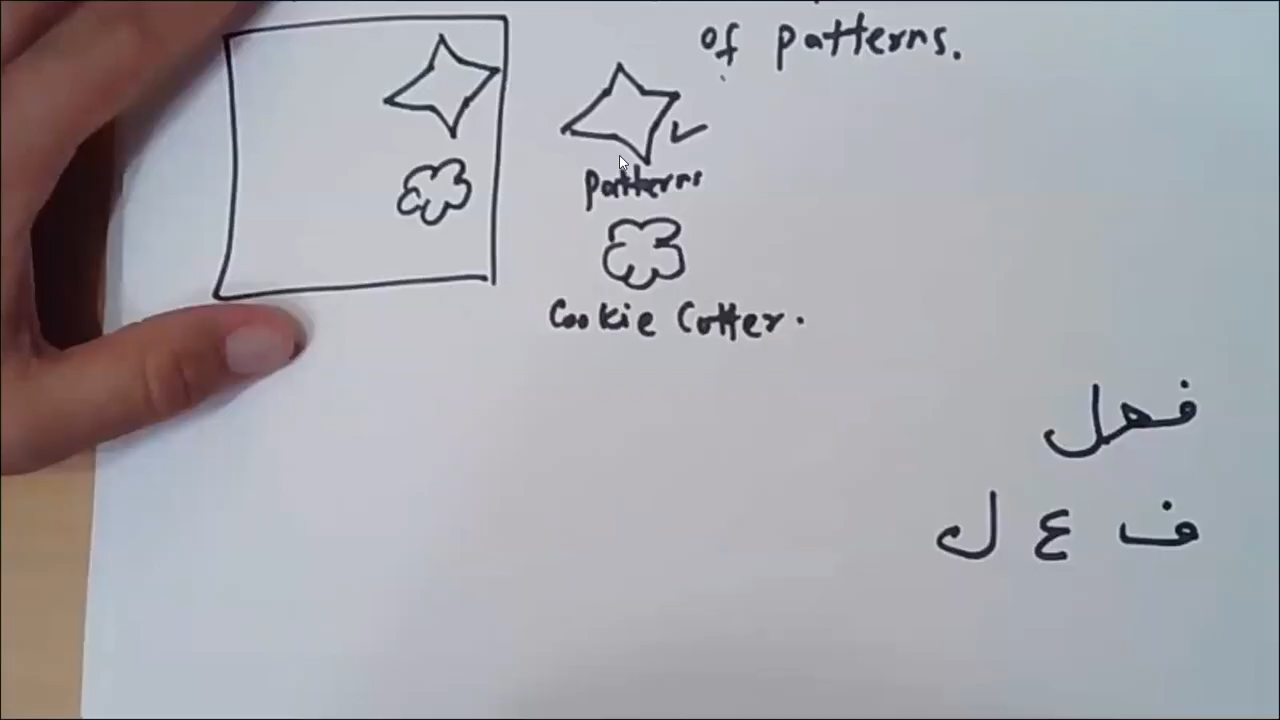 of patterns.
patterns
Cookie Cutter.
فعل
ف ع ل